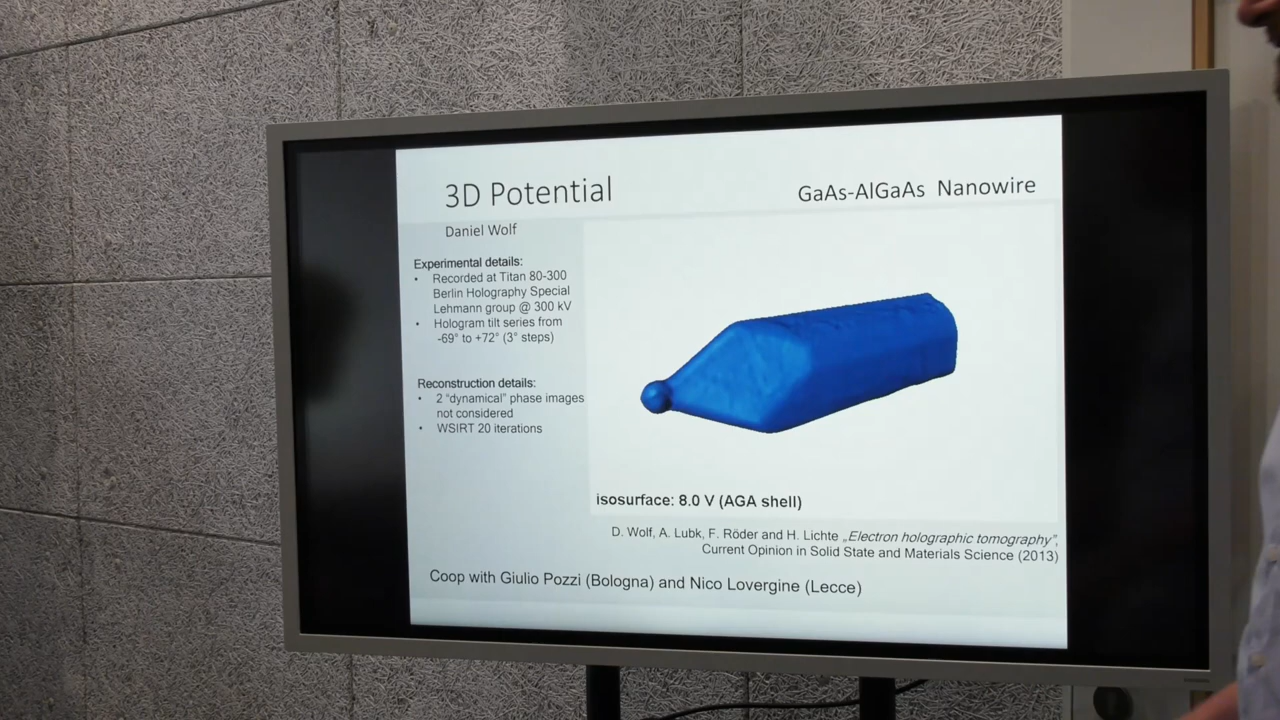 3D Potential
GaAs-AlGaAs Nanowire
Daniel Wolf
Experimental details:
• Recorded at Titan 80-300
Berlin Holography Special
Lehmann group @ 300 kV
• Hologram tilt series from
-69° to +72° (3° steps)
Reconstruction details:
• 2 "dynamical" phase images
not considered
• WSIRT 20 iterations
isosurface: 8.0 V (AGA shell)
D. Wolf, A. Lubk, F. Röder and H. Lichte „Electron holographic tomography",
Current Opinion in Solid State and Materials Science (2013)
Coop with Giulio Pozzi (Bologna) and Nico Lovergine (Lecce)